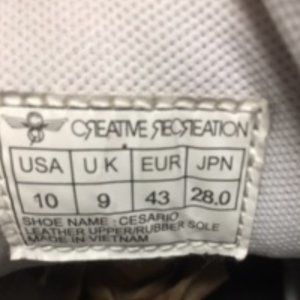 CREATIVE RECREATION
USA UK EUR JPN
10 9 43 28.0
SHOE NAME : CESARIO
LEATHER UPPER/RUBBER SOLE
MADE IN VIETNAM